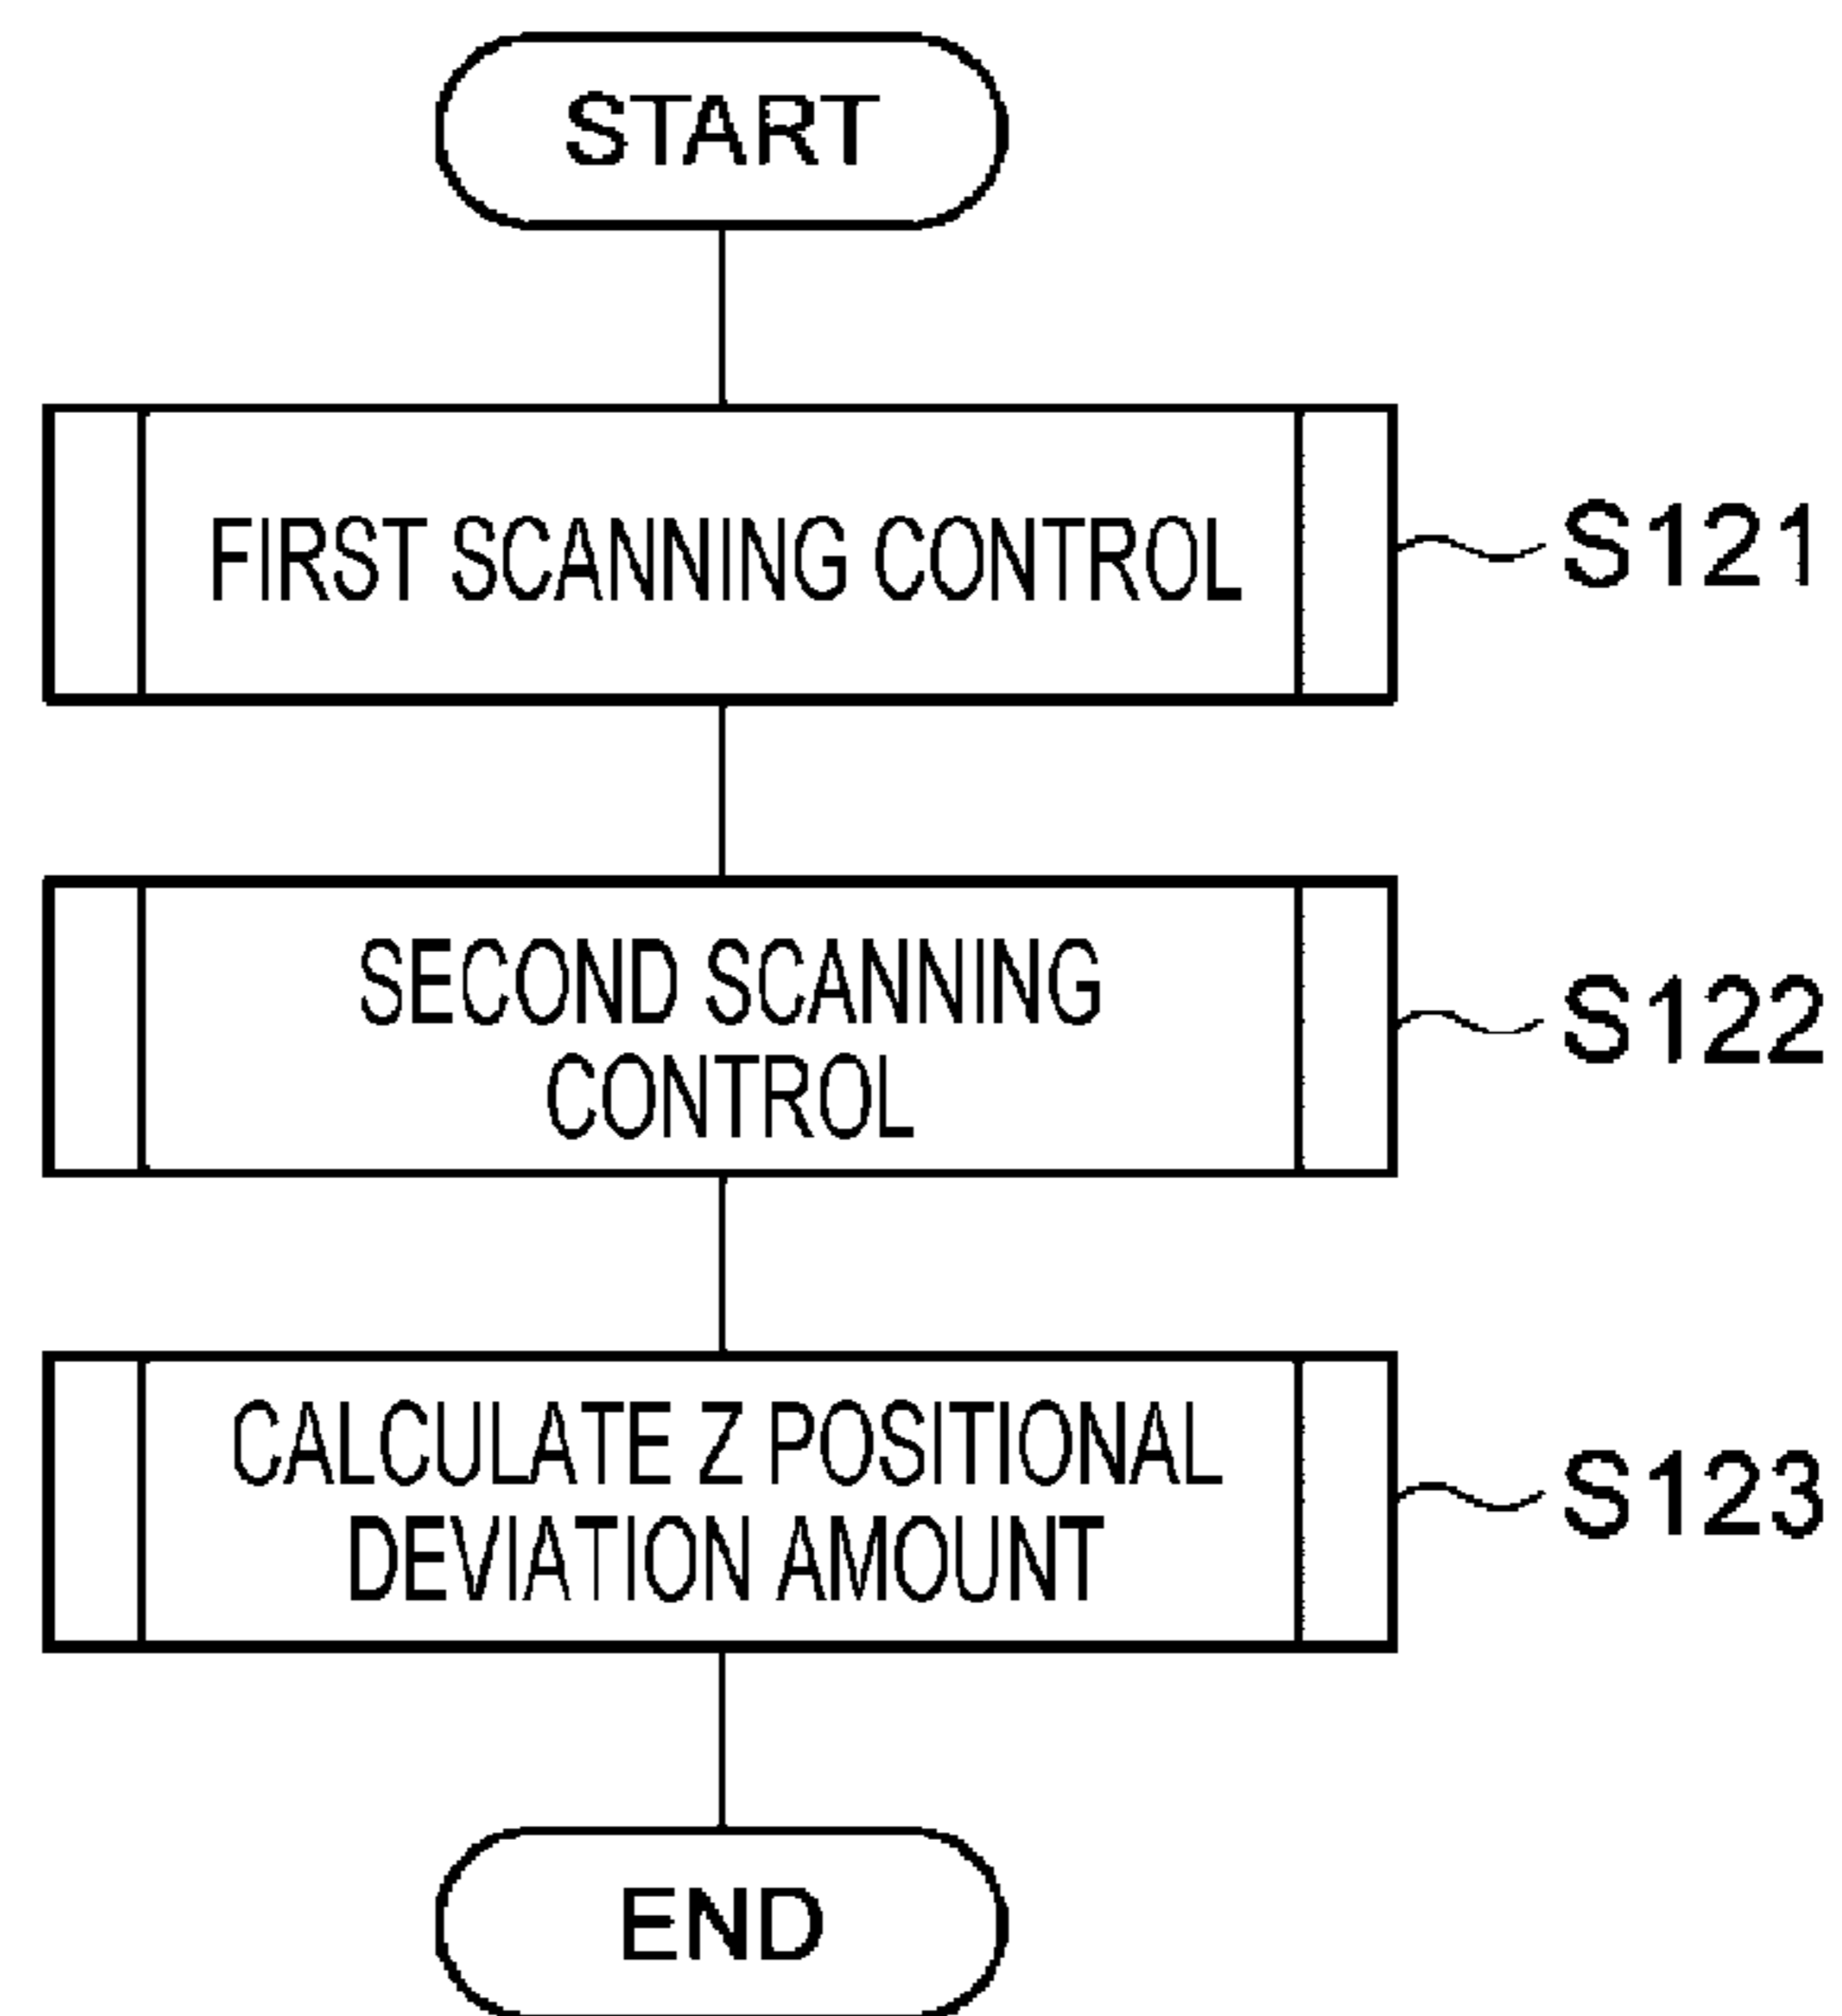 START
FIRST SCANNING CONTROL
S121
SECOND SCANNING
CONTROL
S122
CALCULATE Z POSITIONAL
DEVIATION AMOUNT
S123
END